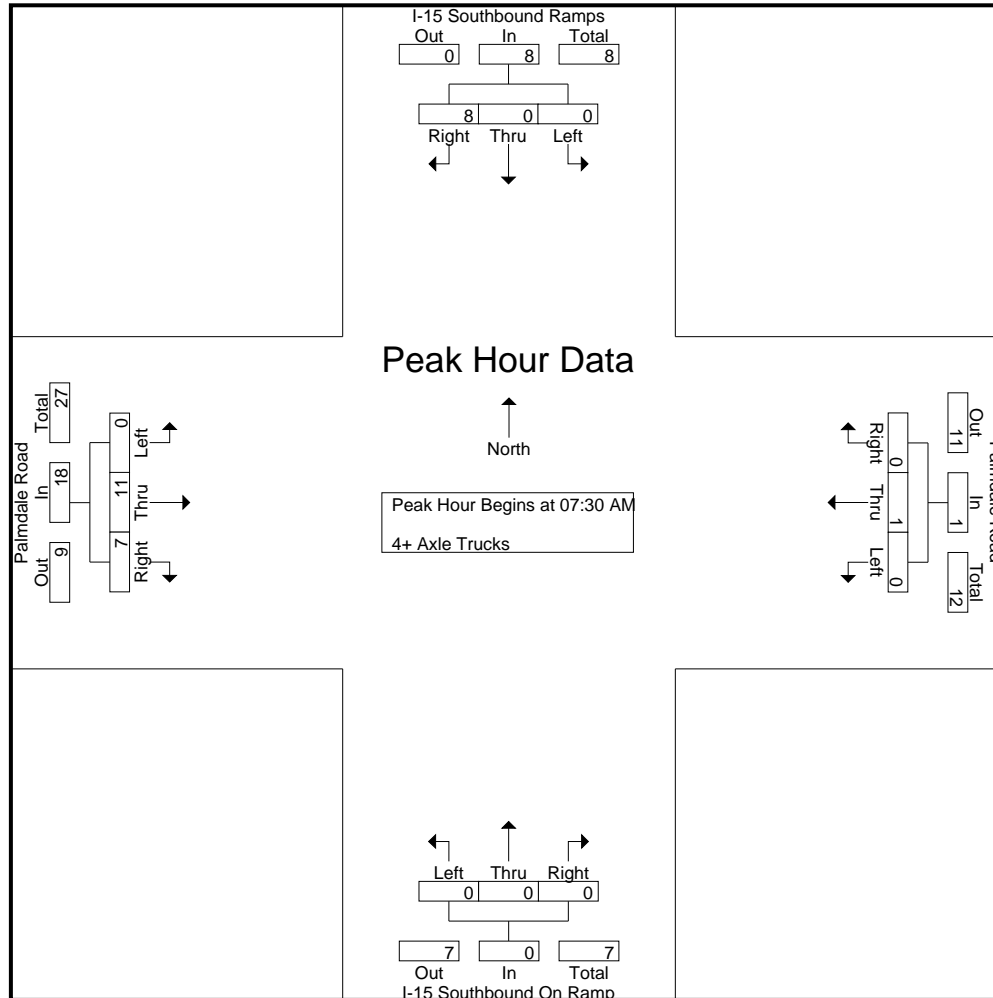 I-15 Southbound Ramps
Out In Total
0 8 8
8 0 0
Right Thru Left
Peak Hour Data
North
Peak Hour Begins at 07:30 AM
4+ Axle Trucks
Palmdale Road
Total In Out
27 18 9
0 11 7
Left Thru Right
Out In Total
11 1 12
0 1 0
Right Thru Left
Left Thru Right
0 0 0
7 0 7
Out In Total
I-15 Southbound On Ramp